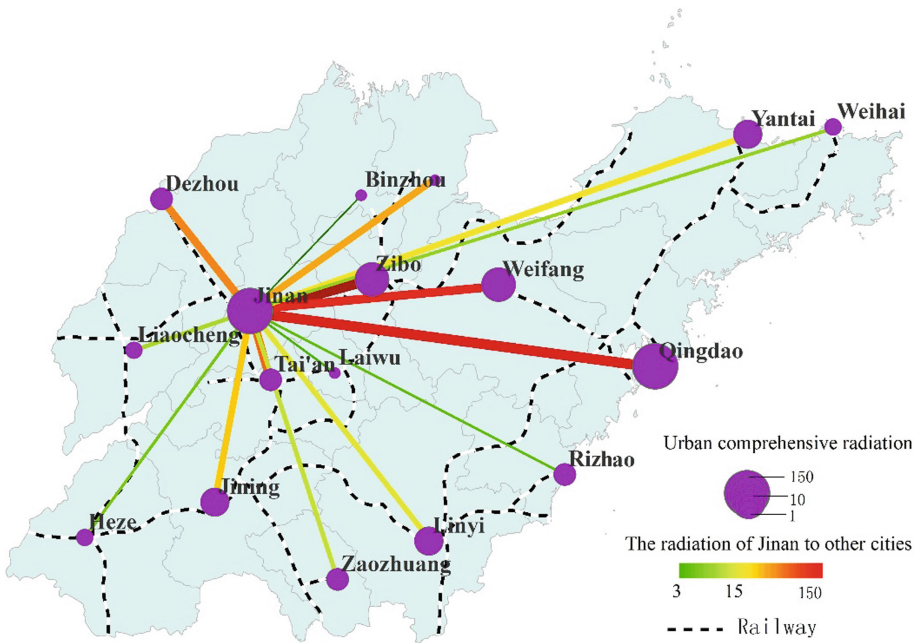 Yantai
Weihai
Dezhou
Binzhou
Zibo
Weifang
Jinan
Liaocheng
Tai'an
Laiwu
Qingdao
Rizhao
Jining
Heze
Linyi
Zaozhuang
Urban comprehensive radiation
150
10
1
The radiation of Jinan to other cities
3 15 150
Railway